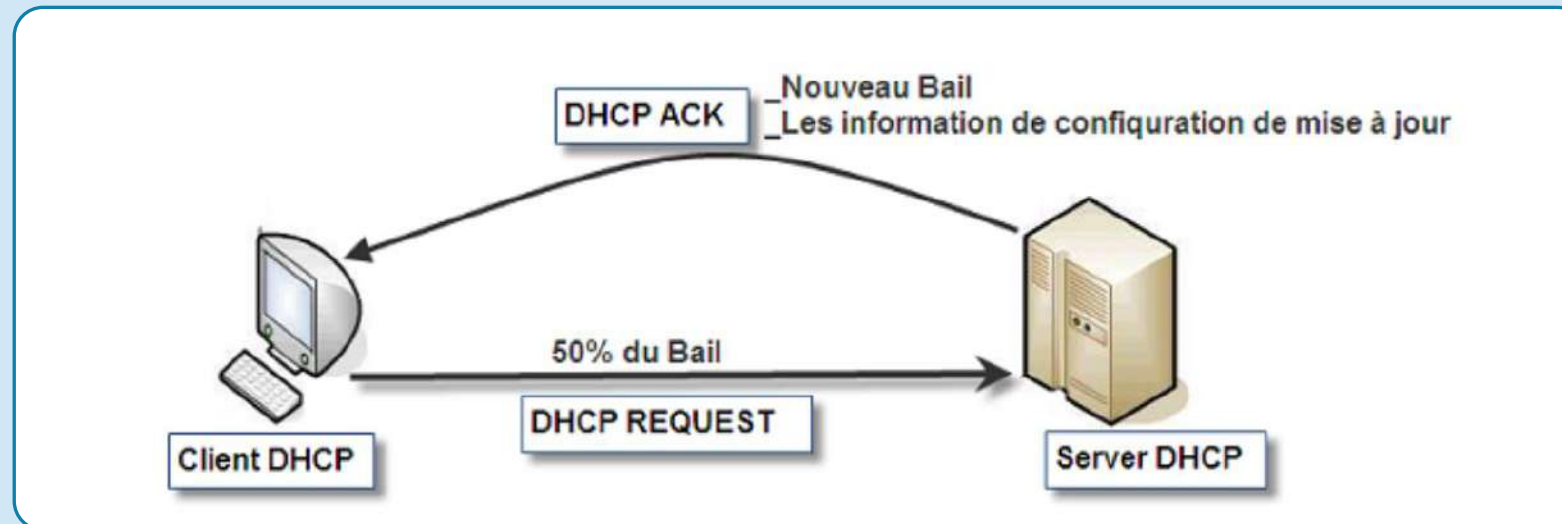 DHCP ACK
_Nouveau Bail
_Les information de confiquration de mise à jour
50% du Bail
DHCP REQUEST
Client DHCP
Server DHCP